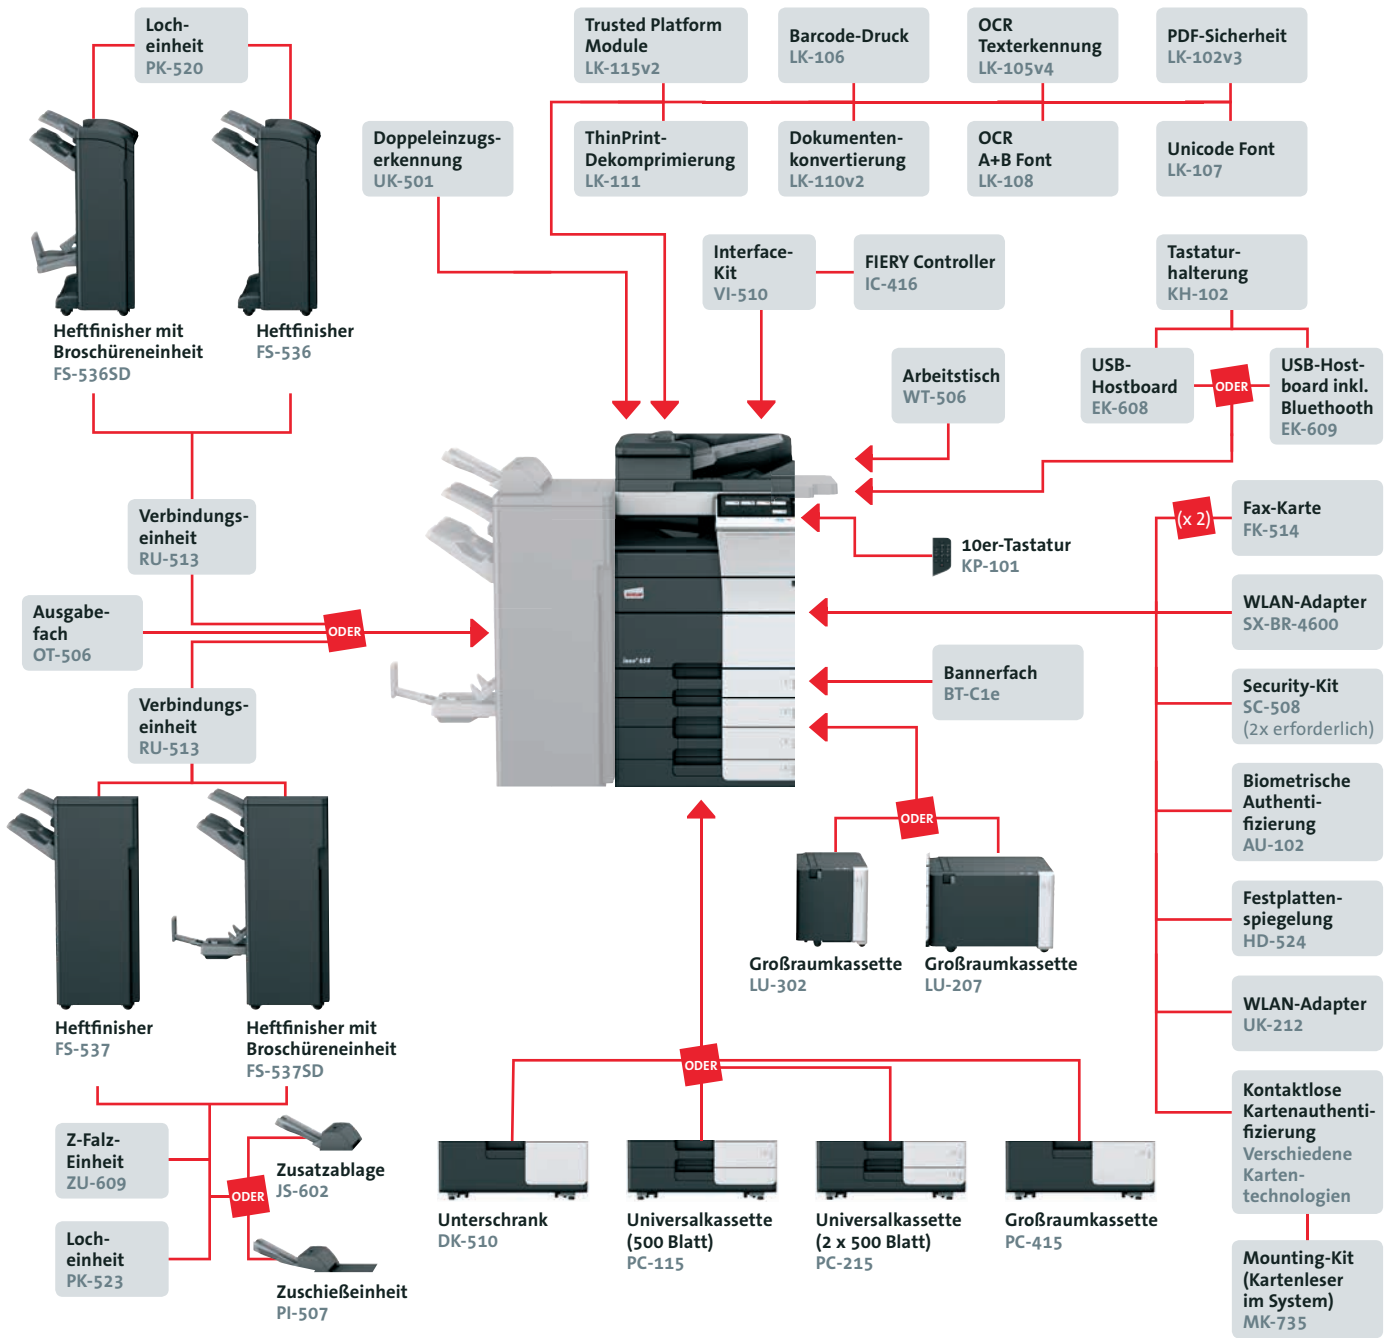 Loch-
einheit
PK-520
Trusted Platform
Module
LK-115v2
Barcode-Druck
LK-106
OCR
Texterkennung
LK-105v4
PDF-Sicherheit
LK-102v3
Doppeleinzugs-
erkennung
UK-501
ThinPrint-
Dekomprimierung
LK-111
Dokumenten-
konvertierung
LK-110v2
OCR
A+B Font
LK-108
Unicode Font
LK-107
Interface-
Kit
VI-510
FIERY Controller
IC-416
Tastatur-
halterung
KH-102
Heftfinisher mit
Broschüreneinheit
FS-536SD
Heftfinisher
FS-536
Arbeitstisch
WT-506
USB-
Hostboard
EK-608
ODER
USB-Host-
board inkl.
Bluethooth
EK-609
Verbindungs-
einheit
RU-513
10er-Tastatur
KP-101
(x 2)
Fax-Karte
FK-514
Ausgabe-
fach
OT-506
ODER
WLAN-Adapter
SX-BR-4600
Verbindungs-
einheit
RU-513
Bannerfach
BT-C1e
Security-Kit
SC-508
(2x erforderlich)
Biometrische
Authenti-
fizierung
AU-102
ODER
Großraumkassette
LU-302
Großraumkassette
LU-207
Festplatten-
spiegelung
HD-524
WLAN-Adapter
UK-212
Heftfinisher
FS-537
Heftfinisher mit
Broschüreneinheit
FS-537SD
ODER
Kontaktlose
Kartenauthenti-
fizierung
Verschiedene
Karten-
technologien
Z-Falz-
Einheit
ZU-609
ODER
Zusatzablage
JS-602
Loch-
einheit
PK-523
Zuschießeinheit
PI-507
Unterschrank
DK-510
Universalkassette
(500 Blatt)
PC-115
Universalkassette
(2 x 500 Blatt)
PC-215
Großraumkassette
PC-415
Mounting-Kit
(Kartenleser
im System)
MK-735